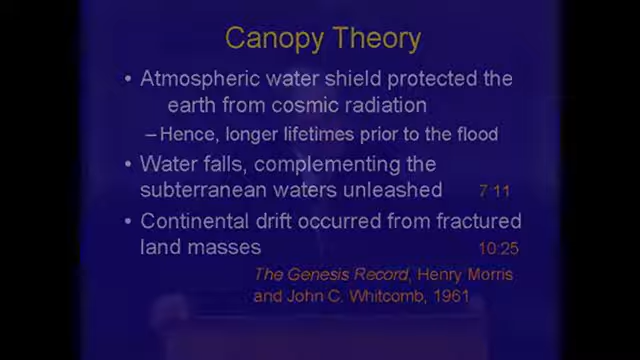 Canopy Theory
• Atmospheric water shield protected the
earth from cosmic radiation
– Hence, longer lifetimes prior to the flood
• Water falls, complementing the
subterranean waters unleashed 7:11
• Continental drift occurred from fractured
land masses 10:25
The Genesis Record, Henry Morris
and John C. Whitcomb, 1961